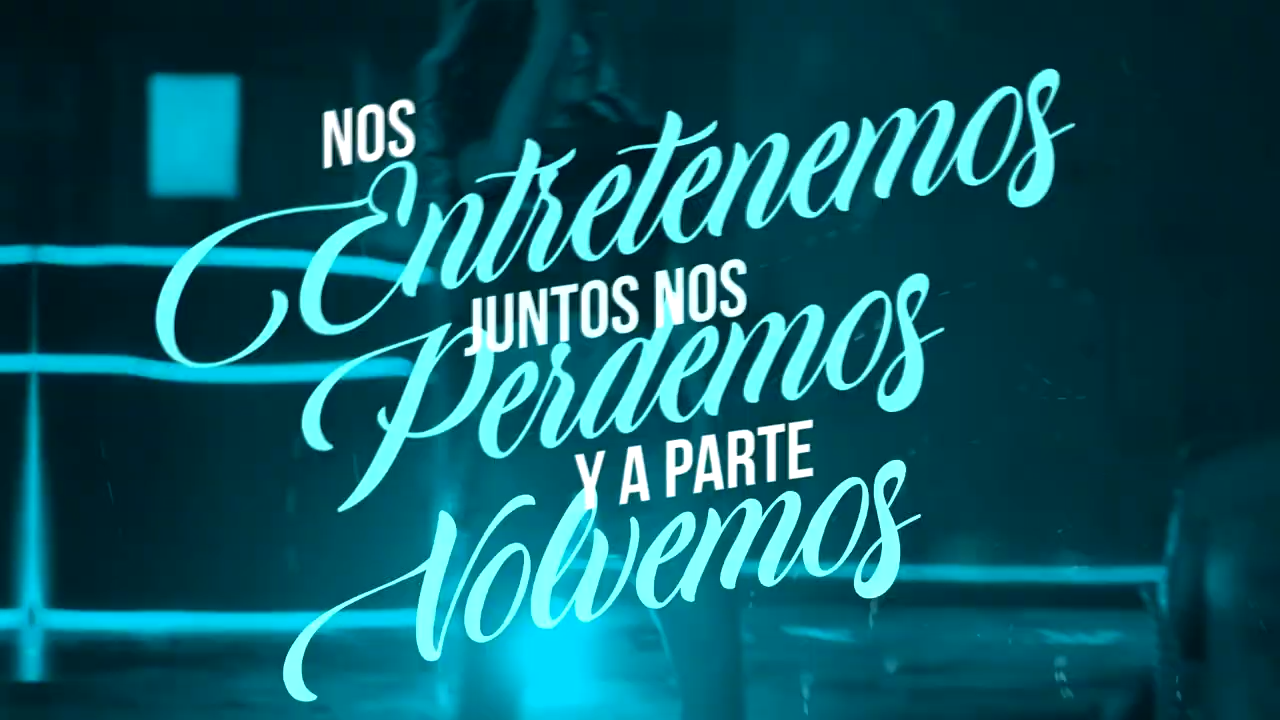 NOS
Entretenemos
JUNTOS NOS
Perdemos
Y A PARTE
Volvemos